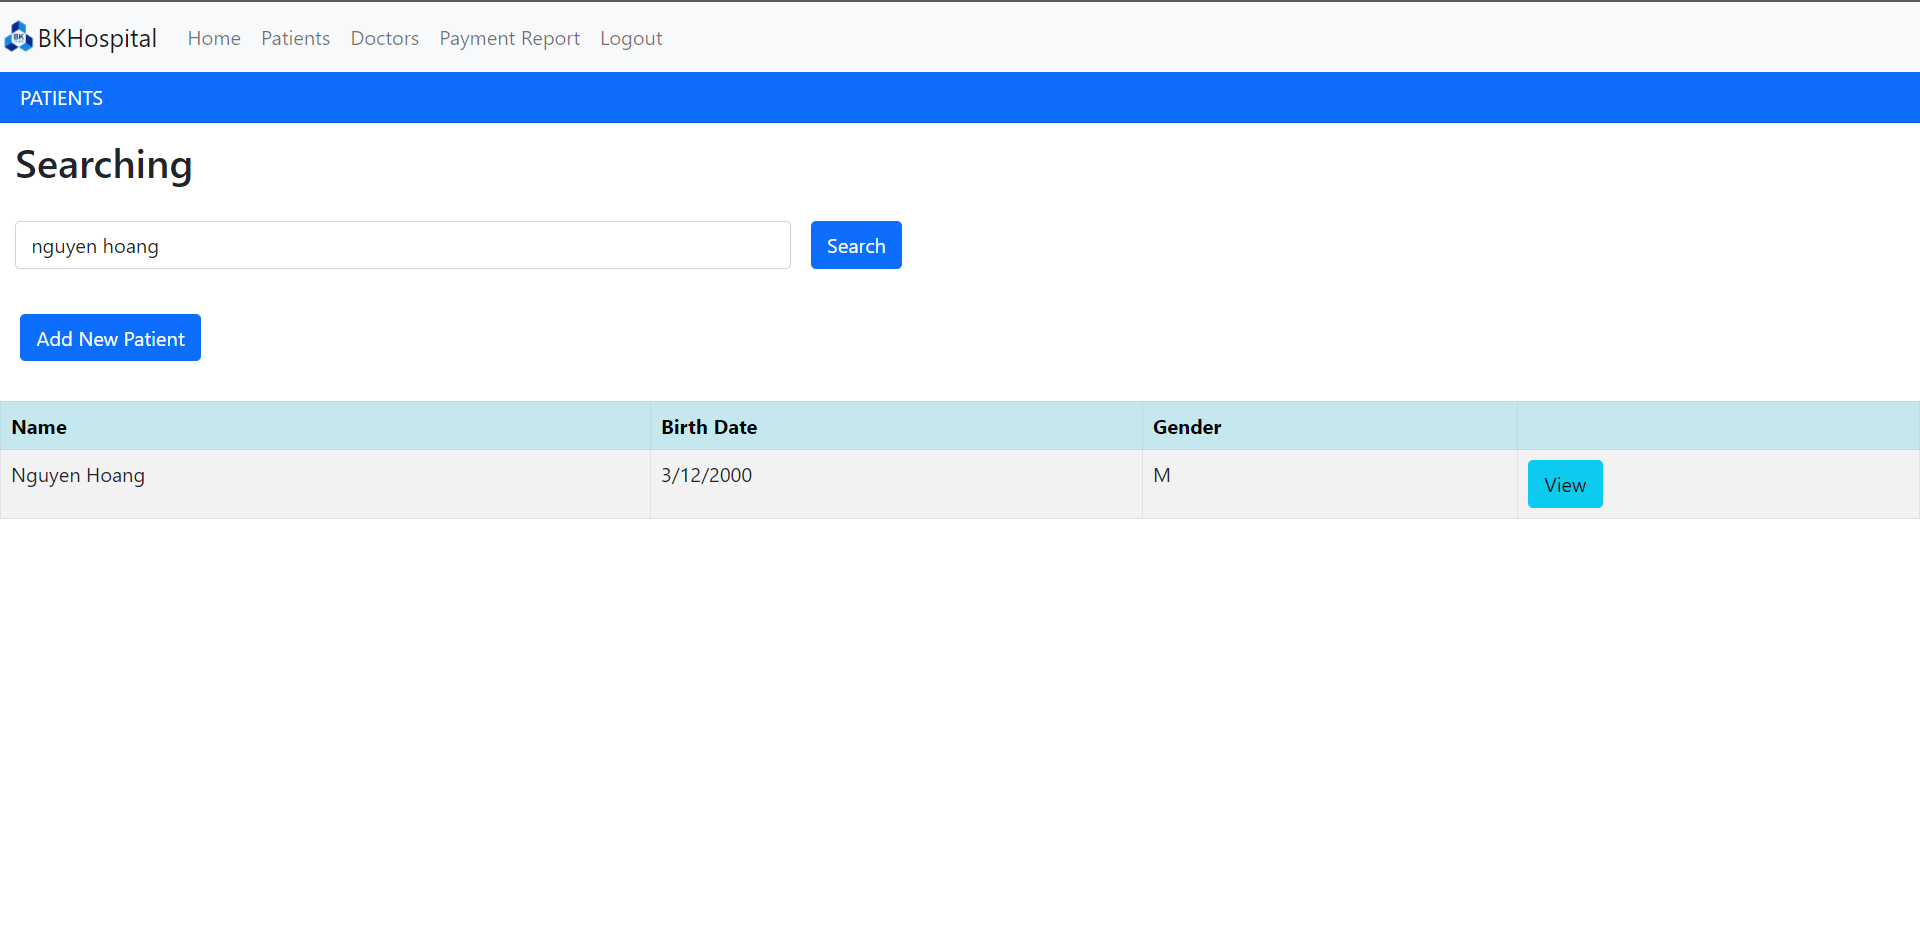 BK
BKHospital Home Patients Doctors Payment Report Logout
PATIENTS
Searching
nguyen hoang Search
Add New Patient
Name Birth Date Gender
Nguyen Hoang 3/12/2000 M View